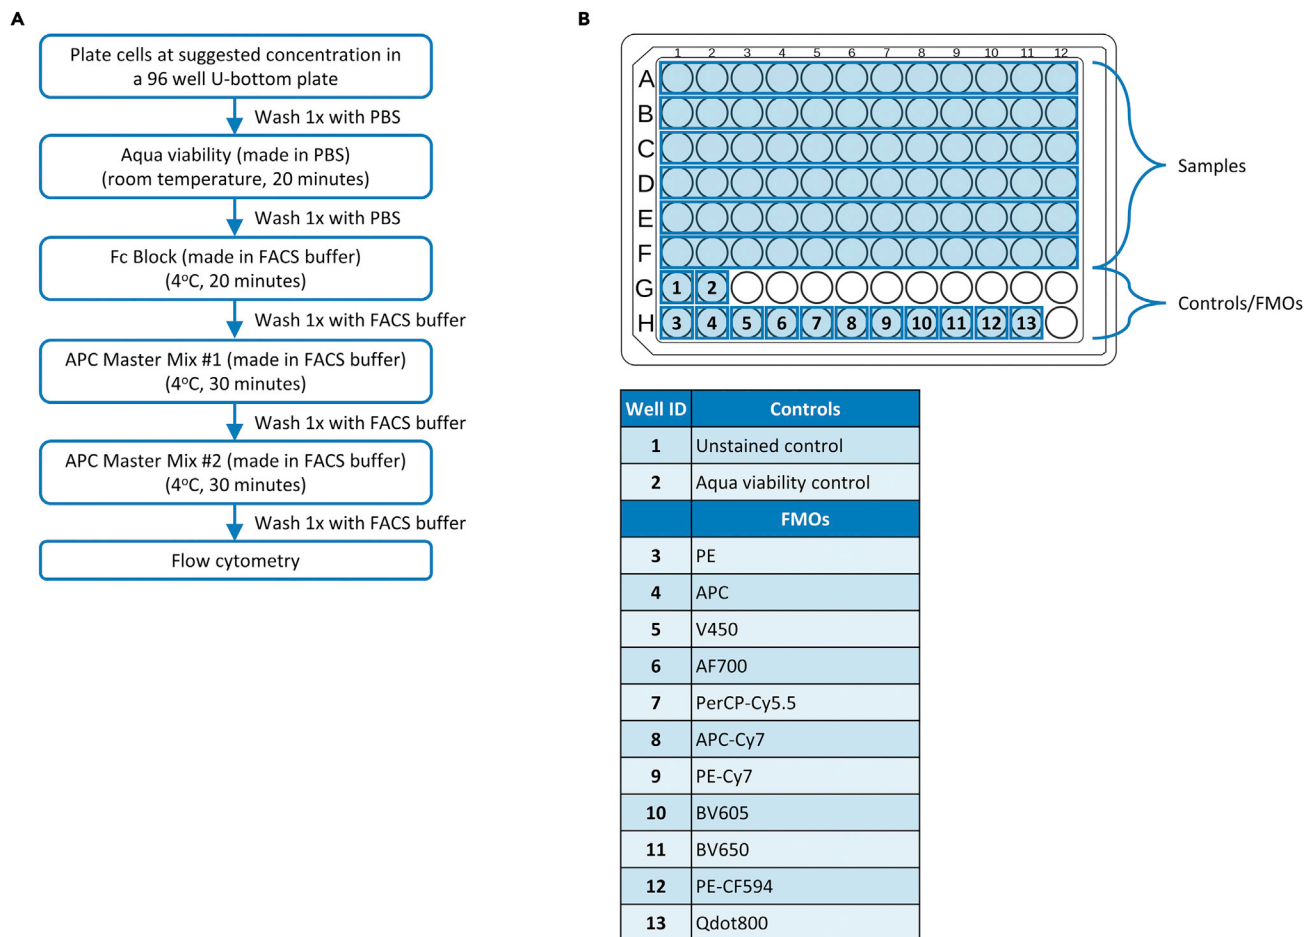 A
Plate cells at suggested concentration in
a 96 well U-bottom plate
Wash 1x with PBS
Aqua viability (made in PBS)
(room temperature, 20 minutes)
Wash 1x with PBS
Fc Block (made in FACS buffer)
(4°C, 20 minutes)
Wash 1x with FACS buffer
APC Master Mix #1 (made in FACS buffer)
(4°C, 30 minutes)
Wash 1x with FACS buffer
APC Master Mix #2 (made in FACS buffer)
(4°C, 30 minutes)
Wash 1x with FACS buffer
Flow cytometry
B
1 2 3 4 5 6 7 8 9 10 11 12
A
B
C
D
E
F
G 1 2
H 3 4 5 6 7 8 9 10 11 12 13
Samples
Controls/FMOs
Well ID Controls
1 Unstained control
2 Aqua viability control
FMOs
3 PE
4 APC
5 V450
6 AF700
7 PerCP-Cy5.5
8 APC-Cy7
9 PE-Cy7
10 BV605
11 BV650
12 PE-CF594
13 Qdot800